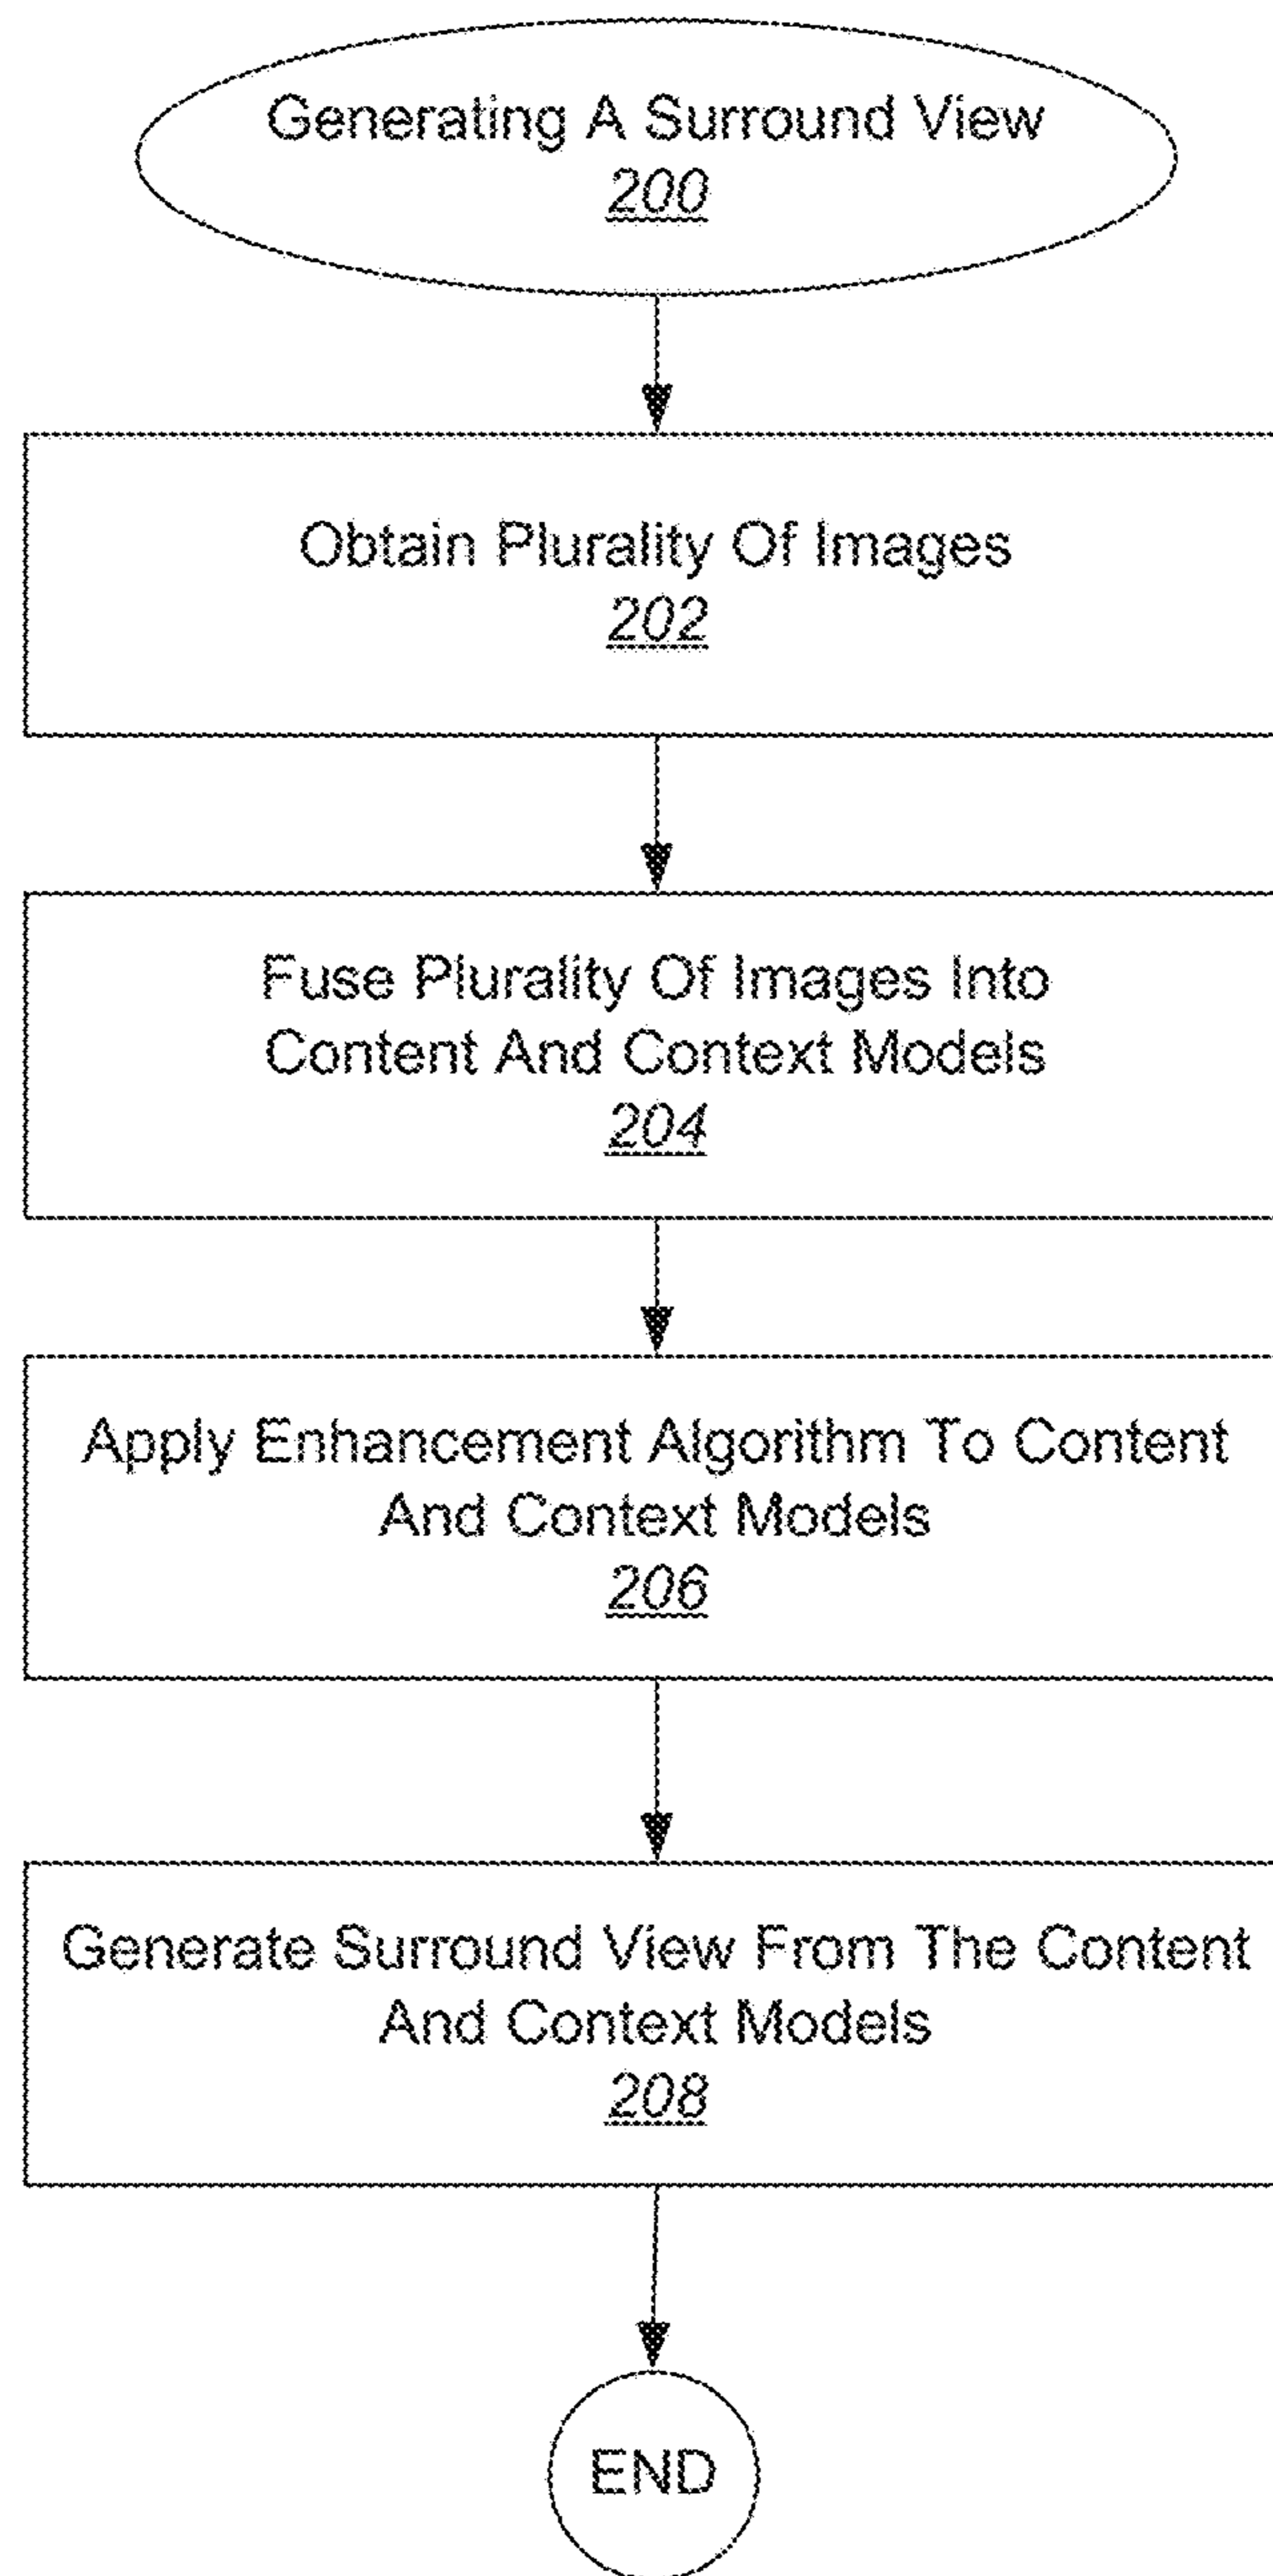 Generating A Surround View
200
Obtain Plurality Of Images
202
Fuse Plurality Of Images Into
Content And Context Models
204
Apply Enhancement Algorithm To Content
And Context Models
206
Generate Surround View From The Content
And Context Models
208
END